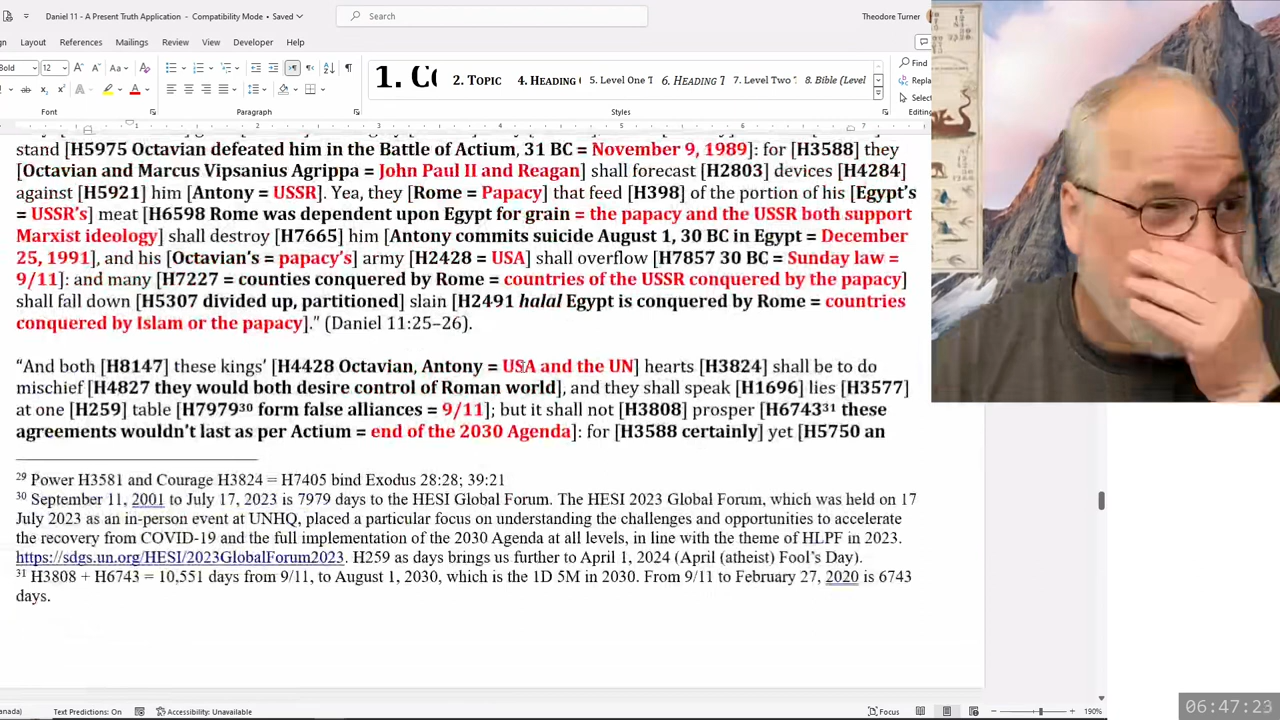 Daniel 11 - A Present Truth Application - Compatibility Mode • Saved
Search
Theodore Turner
Layout References Mailings Review View Developer Help
Bold 12 Aa
Find
1. Co 2. Topic 4. Heading 5. Level One T 6. Heading T 7. Level Two 8. Bible (Level
Repla
Select
Font Paragraph Styles
stand [H5975 Octavian defeated him in the Battle of Actium, 31 BC = November 9, 1989]: for [H3588] they
[Octavian and Marcus Vipsanius Agrippa = John Paul II and Reagan] shall forecast [H2803] devices [H4284]
against [H5921] him [Antony = USSR]. Yea, they [Rome = Papacy] that feed [H398] of the portion of his [Egypt's
= USSR's] meat [H6598 Rome was dependent upon Egypt for grain = the papacy and the USSR both support
Marxist ideology] shall destroy [H7665] him [Antony commits suicide August 1, 30 BC in Egypt = December
25, 1991], and his [Octavian's = papacy's] army [H2428 = USA] shall overflow [H7857 30 BC = Sunday law =
9/11]: and many [H7227 = counties conquered by Rome = countries of the USSR conquered by the papacy]
shall fall down [H5307 divided up, partitioned] slain [H2491 halal Egypt is conquered by Rome = countries
conquered by Islam or the papacy]." (Daniel 11:25–26).
"And both [H8147] these kings' [H4428 Octavian, Antony = USA and the UN] hearts [H3824] shall be to do
mischief [H4827 they would both desire control of Roman world], and they shall speak [H1696] lies [H3577]
at one [H259] table [H7979³⁰ form false alliances = 9/11]; but it shall not [H3808] prosper [H6743³¹ these
agreements wouldn't last as per Actium = end of the 2030 Agenda]: for [H3588 certainly] yet [H5750 an
²⁹ Power H3581 and Courage H3824 = H7405 bind Exodus 28:28; 39:21
³⁰ September 11, 2001 to July 17, 2023 is 7979 days to the HESI Global Forum. The HESI 2023 Global Forum, which was held on 17
July 2023 as an in-person event at UNHQ, placed a particular focus on understanding the challenges and opportunities to accelerate
the recovery from COVID-19 and the full implementation of the 2030 Agenda at all levels, in line with the theme of HLPF in 2023.
https://sdgs.un.org/HESI/2023GlobalForum2023. H259 as days brings us further to April 1, 2024 (April (atheist) Fool's Day).
³¹ H3808 + H6743 = 10,551 days from 9/11, to August 1, 2030, which is the 1D 5M in 2030. From 9/11 to February 27, 2020 is 6743
days.
anada) Text Predictions: On Accessibility: Unavailable Focus 190%
06:47:23